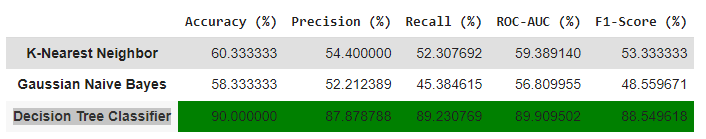 Accuracy (%) Precision (%) Recall (%) ROC-AUC (%) F1-Score (%)
K-Nearest Neighbor 60.333333 54.400000 52.307692 59.389140 53.333333
Gaussian Naive Bayes 58.333333 52.212389 45.384615 56.809955 48.559671
Decision Tree Classifier 90.000000 87.878788 89.230769 89.909502 88.549618